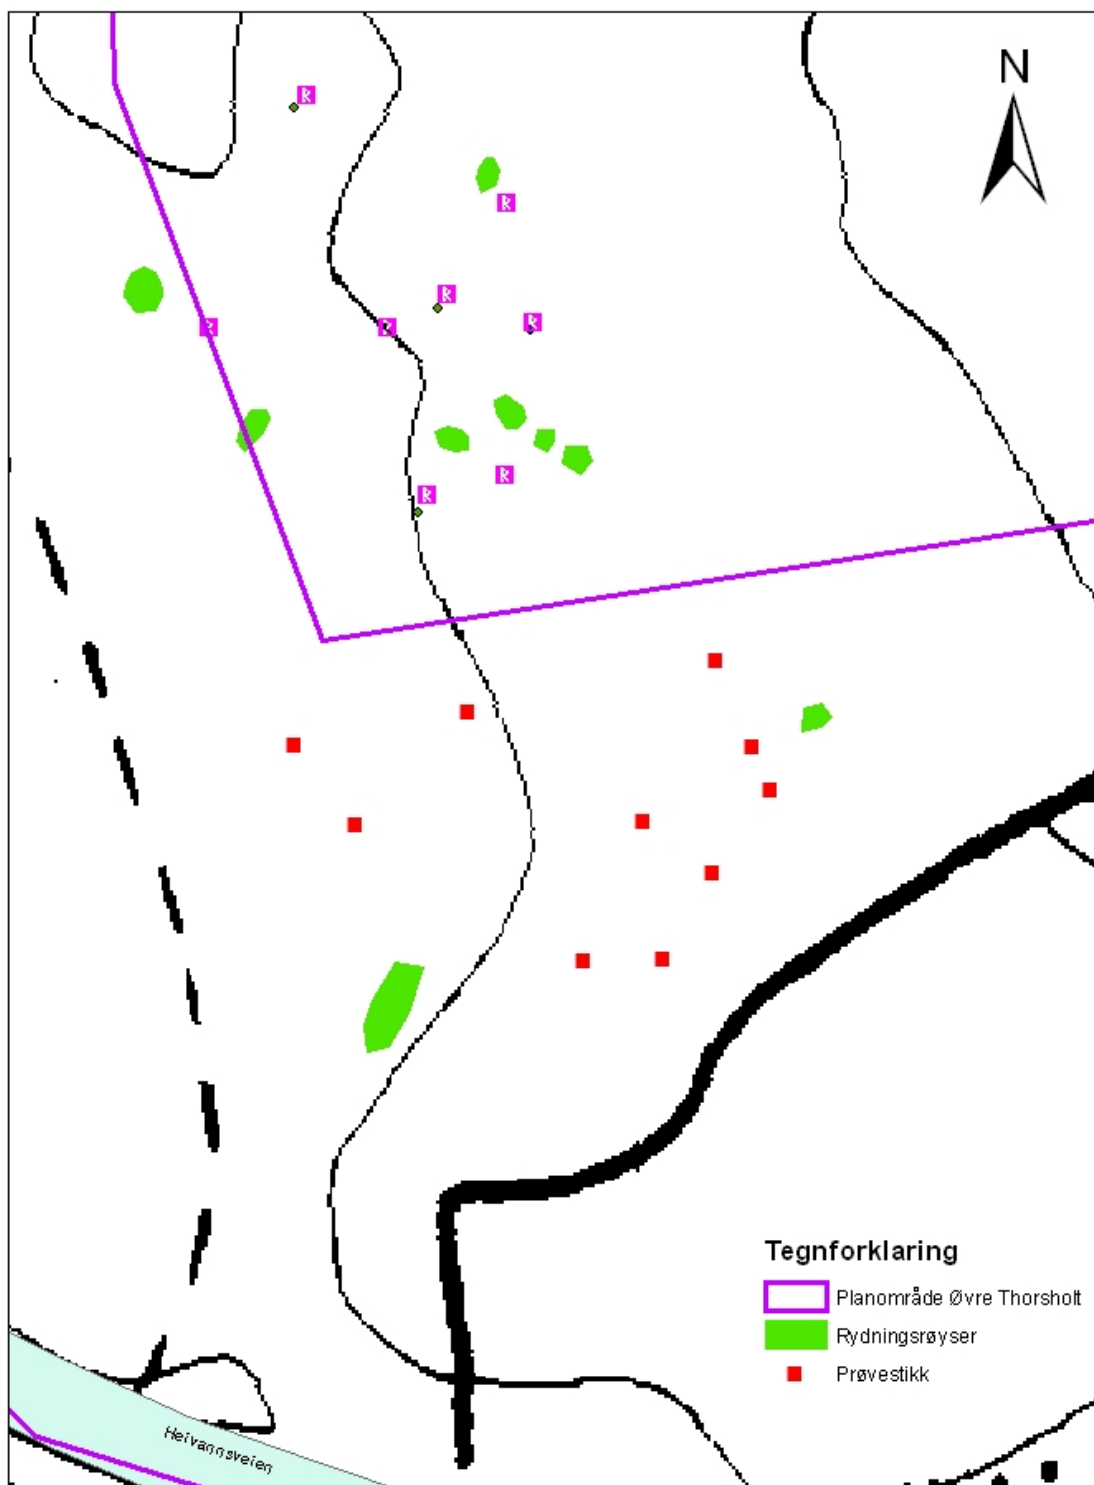 N
Tegnforklaring
Planområde Øvre Thorsholt
Rydningsrøyser
Prøvestikk
Heivannsveien